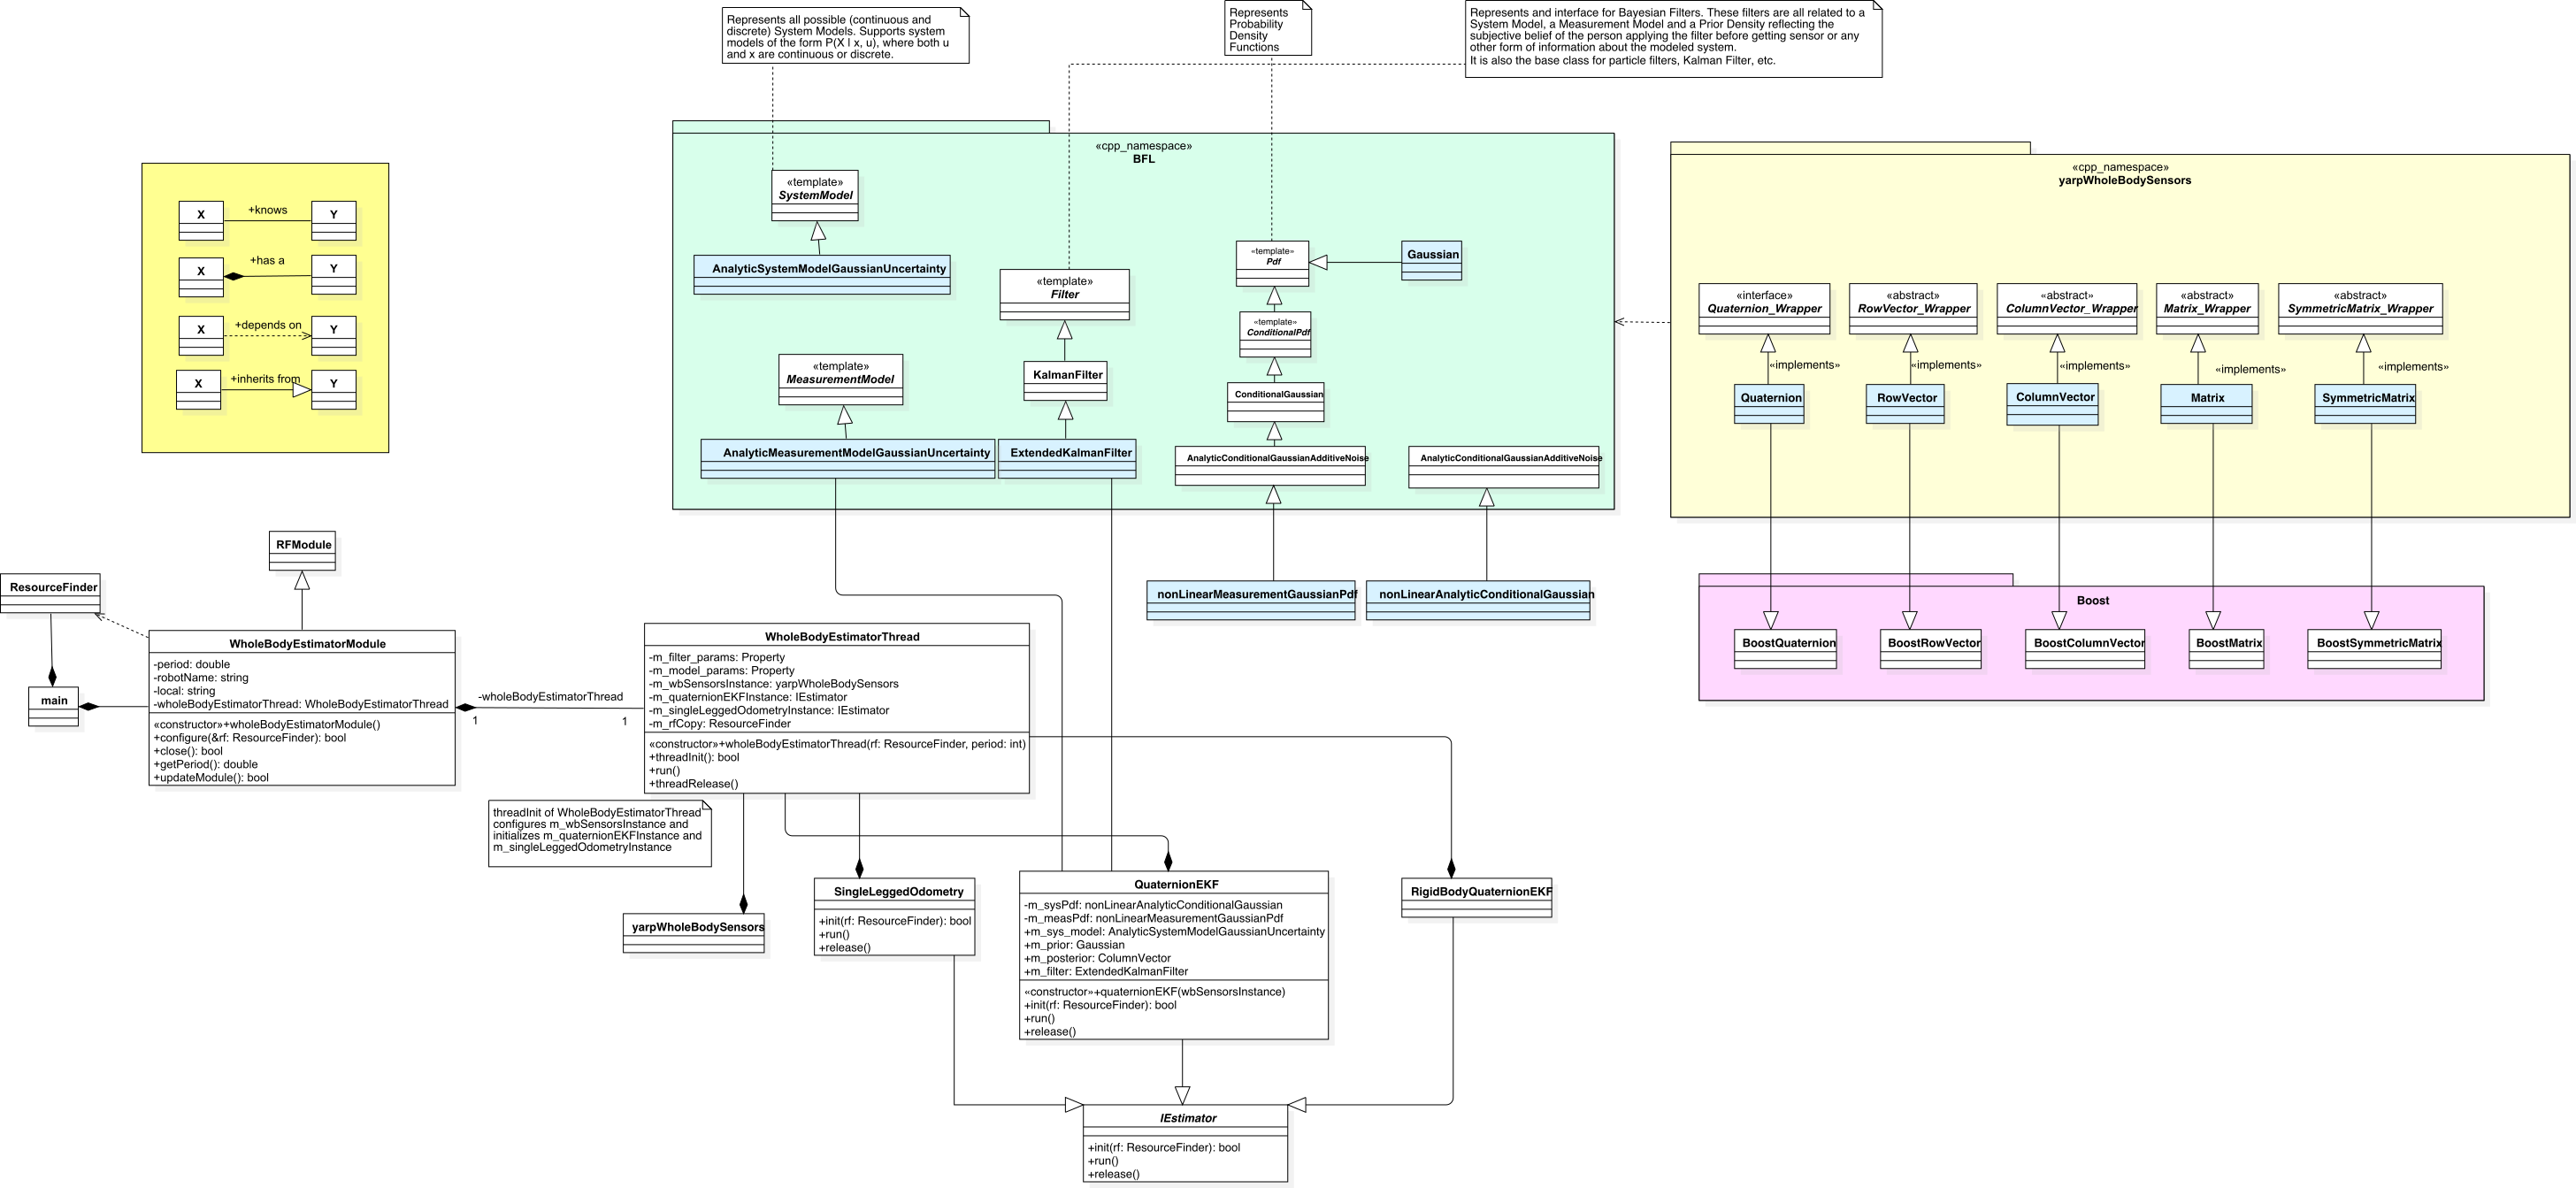 Represents all possible (continuous and
discrete) System Models. Supports system
models of the form P(X | x, u), where both u
and x are continuous or discrete.
Represents
Probability
Density
Functions
Represents and interface for Bayesian Filters. These filters are all related to a
System Model, a Measurement Model and a Prior Density reflecting the
subjective belief of the person applying the filter before getting sensor or any
other form of information about the modeled system.
It is also the base class for particle filters, Kalman Filter, etc.
X
+knows
Y
X
+has a
Y
X
+depends on
Y
X
+inherits from
Y
«cpp_namespace»
BFL
«template»
SystemModel
AnalyticSystemModelGaussianUncertainty
«template»
Filter
«template»
Pdf
Gaussian
«template»
ConditionalPdf
«template»
MeasurementModel
KalmanFilter
ConditionalGaussian
AnalyticMeasurementModelGaussianUncertainty
ExtendedKalmanFilter
AnalyticConditionalGaussianAdditiveNoise
AnalyticConditionalGaussianAdditiveNoise
«cpp_namespace»
yarpWholeBodySensors
«interface»
Quaternion_Wrapper
«abstract»
RowVector_Wrapper
«abstract»
ColumnVector_Wrapper
«abstract»
Matrix_Wrapper
«abstract»
SymmetricMatrix_Wrapper
«implements»
«implements»
«implements»
«implements»
«implements»
Quaternion
RowVector
ColumnVector
Matrix
SymmetricMatrix
nonLinearMeasurementGaussianPdf
nonLinearAnalyticConditionalGaussian
Boost
BoostQuaternion
BoostRowVector
BoostColumnVector
BoostMatrix
BoostSymmetricMatrix
RFModule
ResourceFinder
main
WholeBodyEstimatorModule
-period: double
-robotName: string
-local: string
-wholeBodyEstimatorThread: WholeBodyEstimatorThread
«constructor»+wholeBodyEstimatorModule()
+configure(&rf: ResourceFinder): bool
+close(): bool
+getPeriod(): double
+updateModule(): bool
-wholeBodyEstimatorThread
1
1
WholeBodyEstimatorThread
-m_filter_params: Property
-m_model_params: Property
-m_wbSensorsInstance: yarpWholeBodySensors
-m_quaternionEKFInstance: IEstimator
-m_singleLeggedOdometryInstance: IEstimator
-m_rfCopy: ResourceFinder
«constructor»+wholeBodyEstimatorThread(rf: ResourceFinder, period: int)
+threadInit(): bool
+run()
+threadRelease()
threadInit of WholeBodyEstimatorThread
configures m_wbSensorsInstance and
initializes m_quaternionEKFInstance and
m_singleLeggedOdometryInstance
yarpWholeBodySensors
SingleLeggedOdometry
+init(rf: ResourceFinder): bool
+run()
+release()
QuaternionEKF
-m_sysPdf: nonLinearAnalyticConditionalGaussian
-m_measPdf: nonLinearMeasurementGaussianPdf
+m_sys_model: AnalyticSystemModelGaussianUncertainty
+m_prior: Gaussian
+m_posterior: ColumnVector
+m_filter: ExtendedKalmanFilter
«constructor»+quaternionEKF(wbSensorsInstance)
+init(rf: ResourceFinder): bool
+run()
+release()
RigidBodyQuaternionEKF
IEstimator
+init(rf: ResourceFinder): bool
+run()
+release()